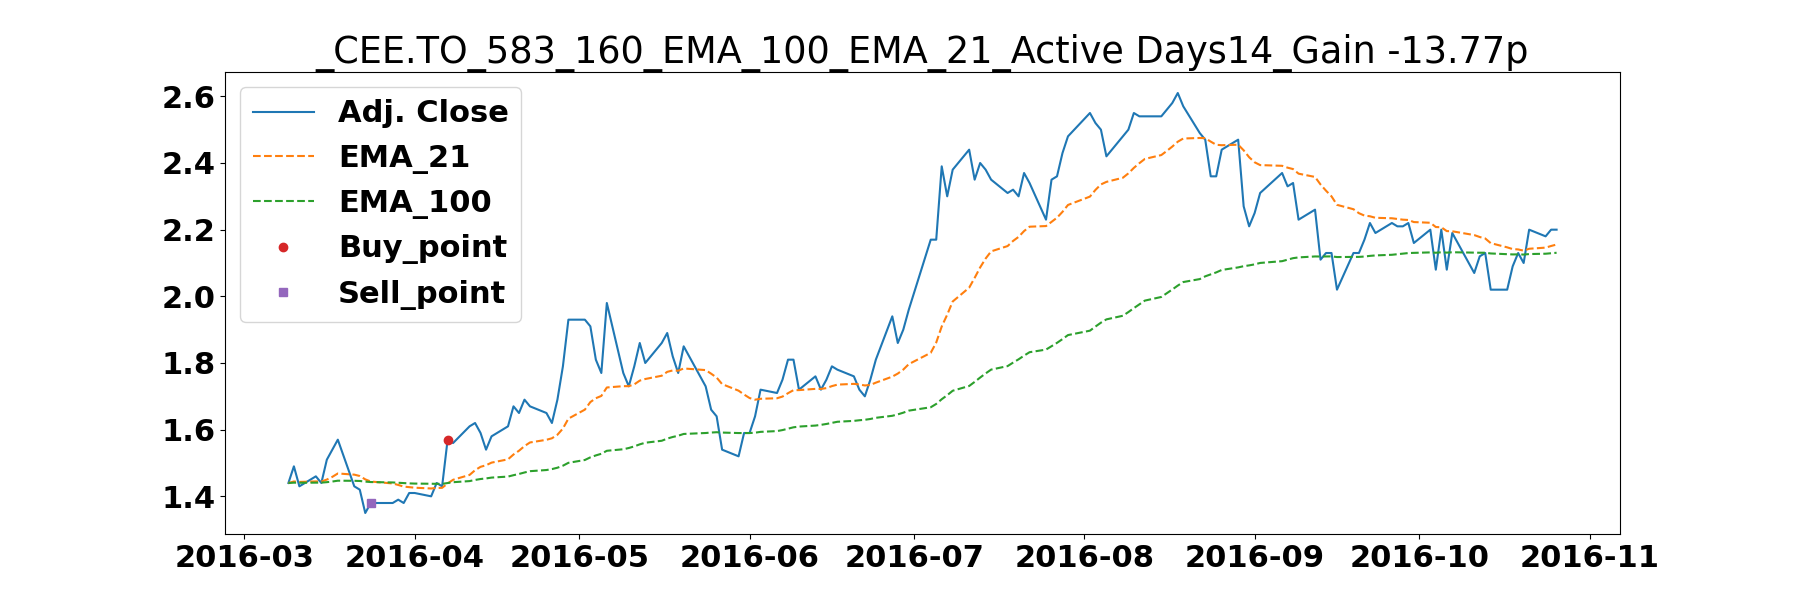 _CEE.TO_583_160_EMA_100_EMA_21_Active Days14_Gain -13.77p
2.6
2.4
2.2
2.0
1.8
1.6
1.4
Adj. Close
EMA_21
EMA_100
Buy_point
Sell_point
2016-03 2016-04 2016-05 2016-06 2016-07 2016-08 2016-09 2016-10 2016-11